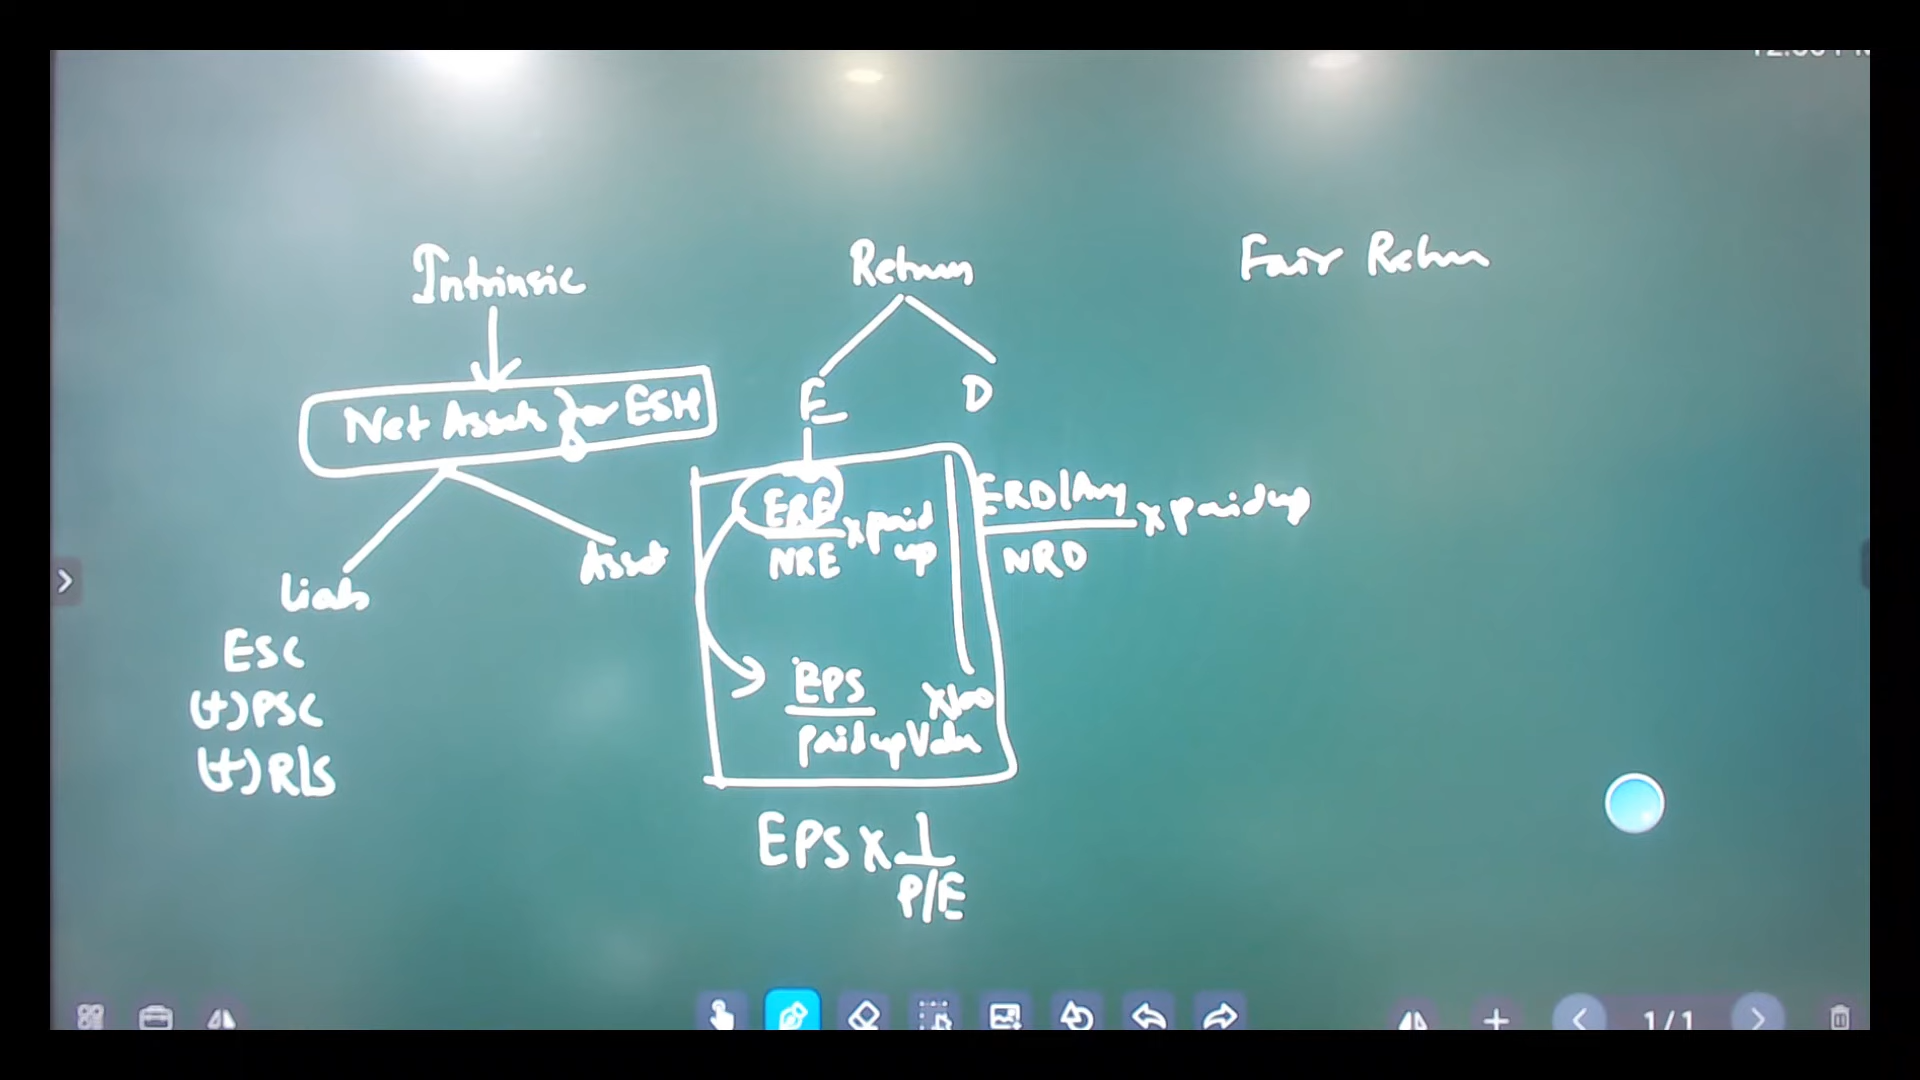 Intrinsic
Return
Fair Return
Net Assets for ESH
E
D
ERE
NRE
x paid up
ERD/Avg
NRD
x paid up
Liab
Asset
ESC
(+) PSC
(+) R/S
EPS
paid up Value
x100
EPS x 1
P/E
1/1